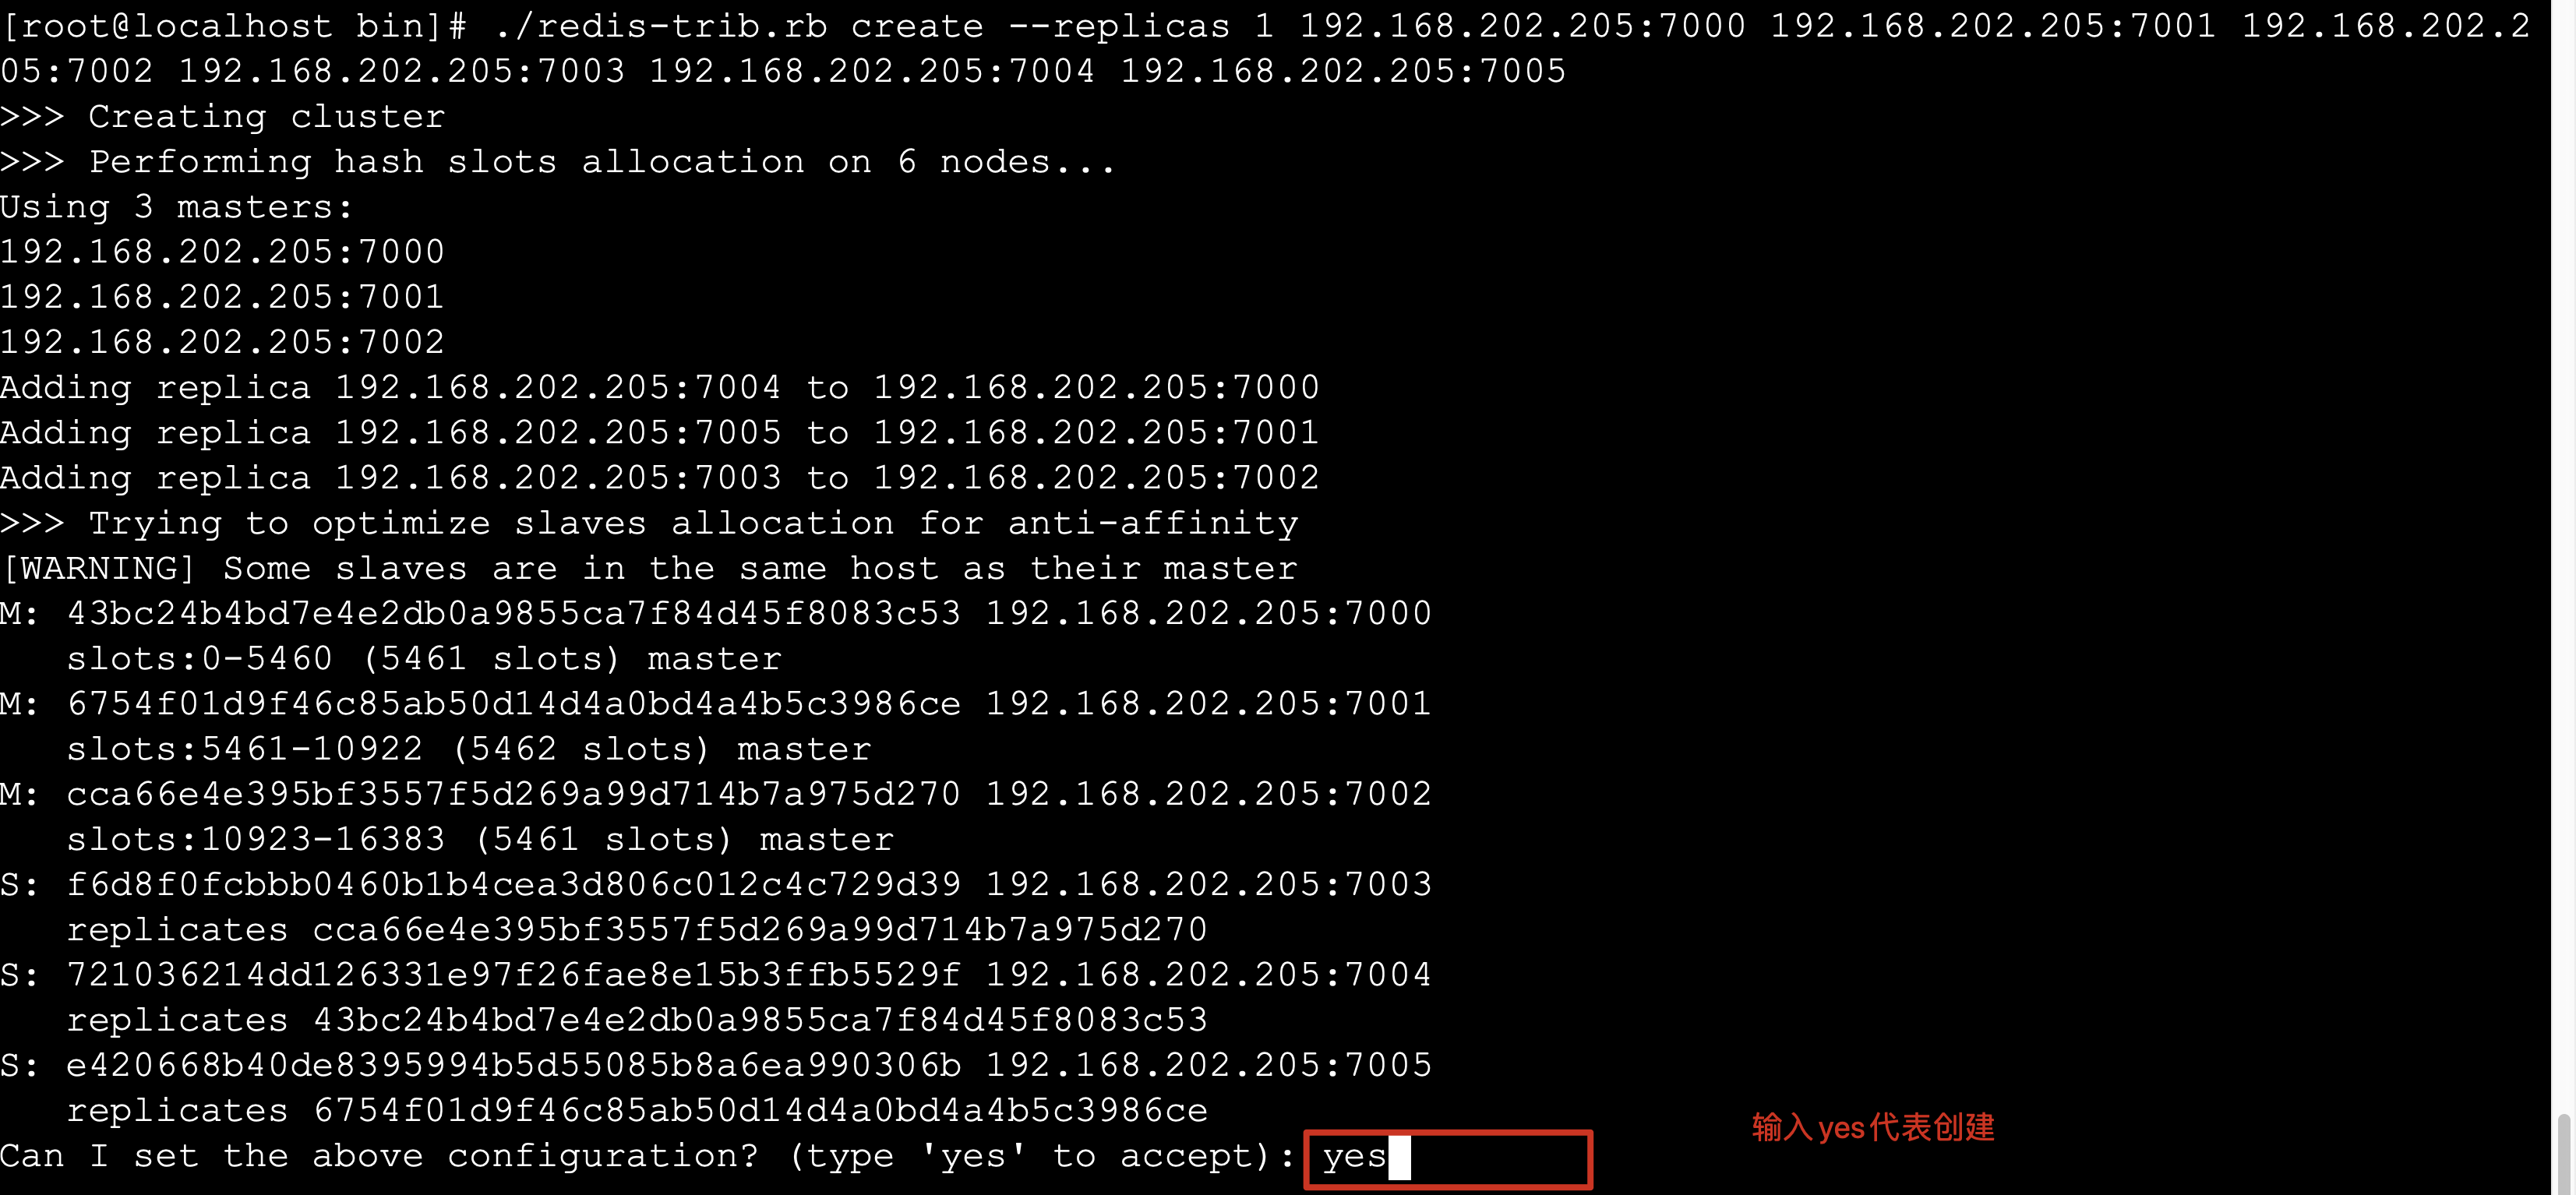 [root@localhost bin]# ./redis-trib.rb create --replicas 1 192.168.202.205:7000 192.168.202.205:7001 192.168.202.2
05:7002 192.168.202.205:7003 192.168.202.205:7004 192.168.202.205:7005
>>> Creating cluster
>>> Performing hash slots allocation on 6 nodes...
Using 3 masters:
192.168.202.205:7000
192.168.202.205:7001
192.168.202.205:7002
Adding replica 192.168.202.205:7004 to 192.168.202.205:7000
Adding replica 192.168.202.205:7005 to 192.168.202.205:7001
Adding replica 192.168.202.205:7003 to 192.168.202.205:7002
>>> Trying to optimize slaves allocation for anti-affinity
[WARNING] Some slaves are in the same host as their master
M: 43bc24b4bd7e4e2db0a9855ca7f84d45f8083c53 192.168.202.205:7000
   slots:0-5460 (5461 slots) master
M: 6754f01d9f46c85ab50d14d4a0bd4a4b5c3986ce 192.168.202.205:7001
   slots:5461-10922 (5462 slots) master
M: cca66e4e395bf3557f5d269a99d714b7a975d270 192.168.202.205:7002
   slots:10923-16383 (5461 slots) master
S: f6d8f0fcbbb0460b1b4cea3d806c012c4c729d39 192.168.202.205:7003
   replicates cca66e4e395bf3557f5d269a99d714b7a975d270
S: 721036214dd126331e97f26fae8e15b3ffb5529f 192.168.202.205:7004
   replicates 43bc24b4bd7e4e2db0a9855ca7f84d45f8083c53
S: e420668b40de8395994b5d55085b8a6ea990306b 192.168.202.205:7005
   replicates 6754f01d9f46c85ab50d14d4a0bd4a4b5c3986ce
输入yes代表创建
Can I set the above configuration? (type 'yes' to accept): yes